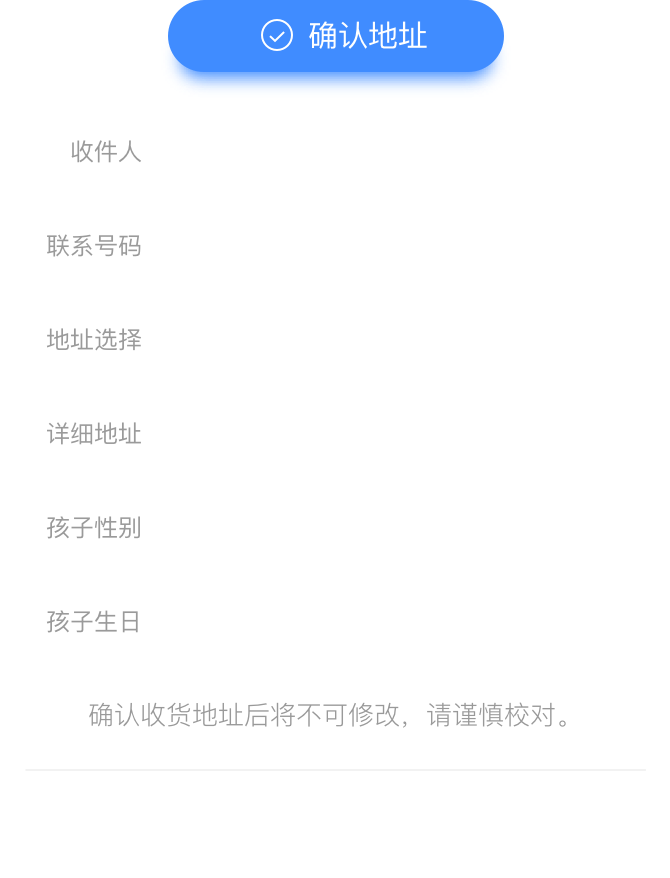 确认地址
收件人
联系号码
地址选择
详细地址
孩子性别
孩子生日
确认收货地址后将不可修改，请谨慎校对。